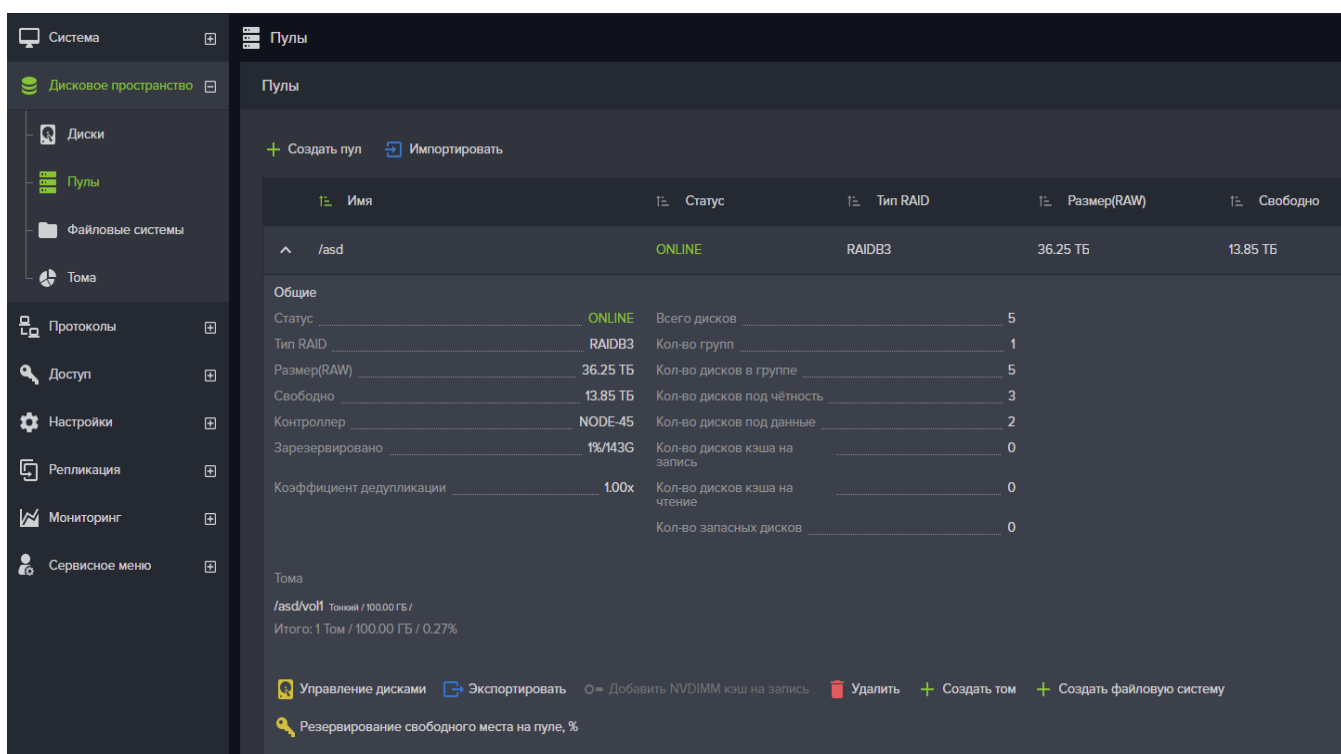 Система
Пулы
Дисковое пространство
Пулы
Диски
Создать пул Импортировать
Пулы
Имя Статус Тип RAID Размер(RAW) Свободно
Файловые системы
/asd ONLINE RAIDB3 36.25 ТБ 13.85 ТБ
Тома
Общие
Протоколы
Статус ONLINE Всего дисков 5
Тип RAID RAIDB3 Кол-во групп 1
Доступ
Размер(RAW) 36.25 ТБ Кол-во дисков в группе 5
Свободно 13.85 ТБ Кол-во дисков под чётность 3
Настройки
Контроллер NODE-45 Кол-во дисков под данные 2
Зарезервировано 1%/143G Кол-во дисков кэша на запись 0
Репликация
Коэффициент дедупликации 1.00x Кол-во дисков кэша на чтение 0
Мониторинг
Кол-во запасных дисков 0
Сервисное меню
Тома
/asd/vol1 Тонкий / 100.00 ГБ /
Итого: 1 Том / 100.00 ГБ / 0.27%
Управление дисками Экспортировать Добавить NVDIMM кэш на запись Удалить Создать том Создать файловую систему
Резервирование свободного места на пуле, %